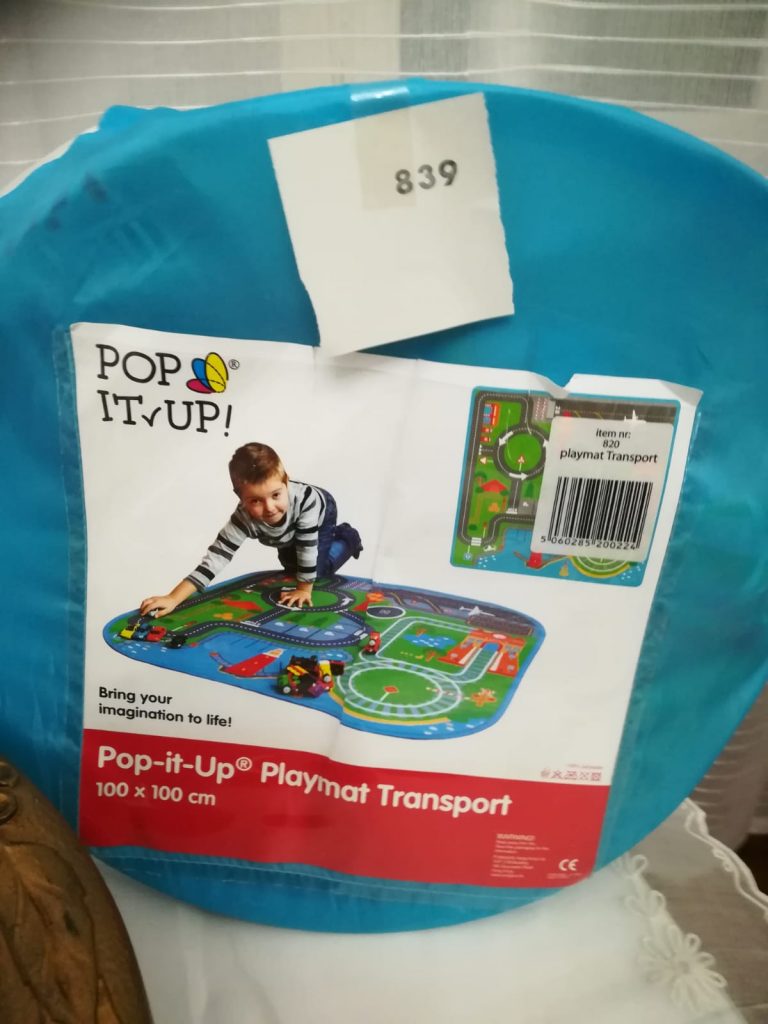 839
POP ®
IT✓UP!
item nr:
820
playmat Transport
5 060285 200224
Bring your
imagination to life!
Pop-it-Up® Playmat Transport
100 x 100 cm
WARNING!
CE